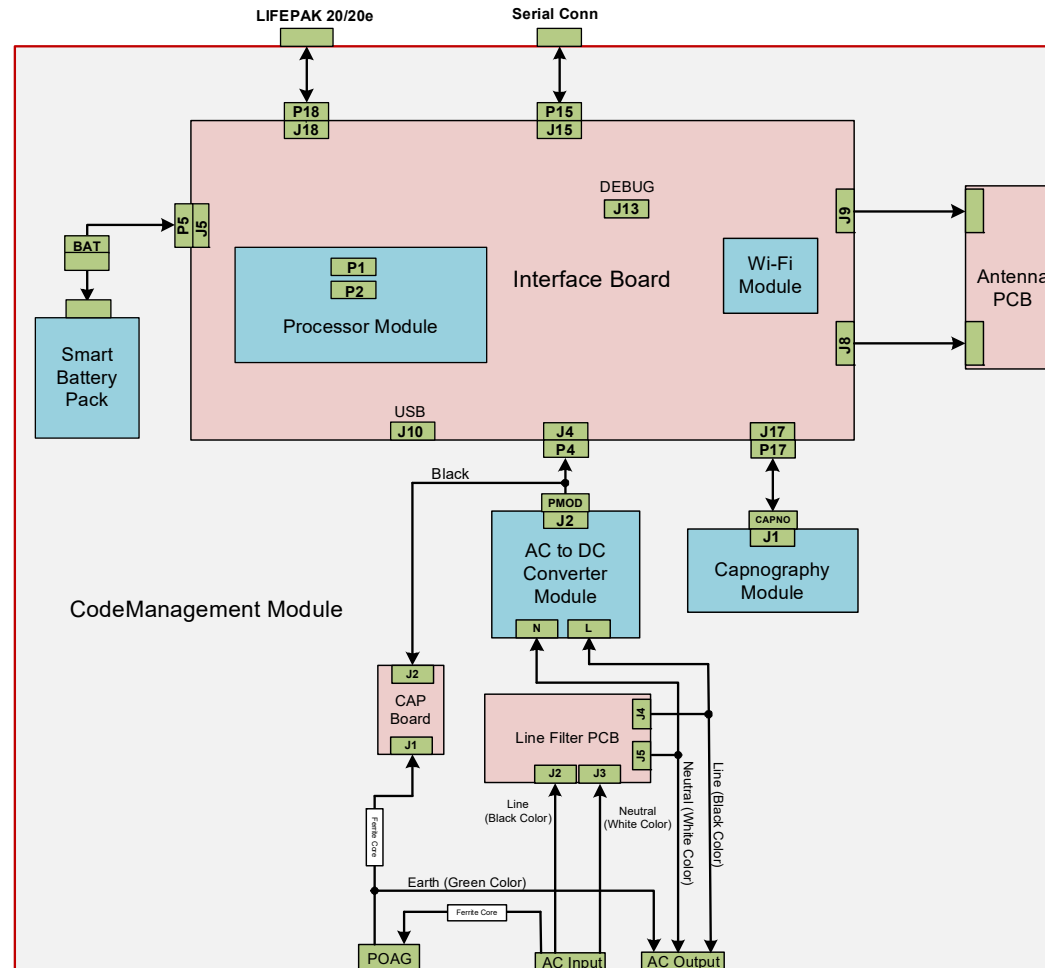 LIFEPAK 20/20e
Serial Conn
P18
J18
P15
J15
DEBUG
J13
P5
J5
J9
BAT
P1
P2
Processor Module
Interface Board
Wi-Fi
Module
Antenna
PCB
J8
Smart
Battery
Pack
USB
J10
J4
P4
J17
P17
Black
PMOD
J2
AC to DC
Converter
Module
N
L
CAPNO
J1
Capnography
Module
CodeManagement Module
J2
CAP
Board
J1
Line Filter PCB
J4
J5
J2
J3
Line
(Black Color)
Neutral
(White Color)
Neutral (White Color)
Line (Black Color)
Ferrite Core
Earth (Green Color)
Ferrite Core
POAG
AC Input
AC Output